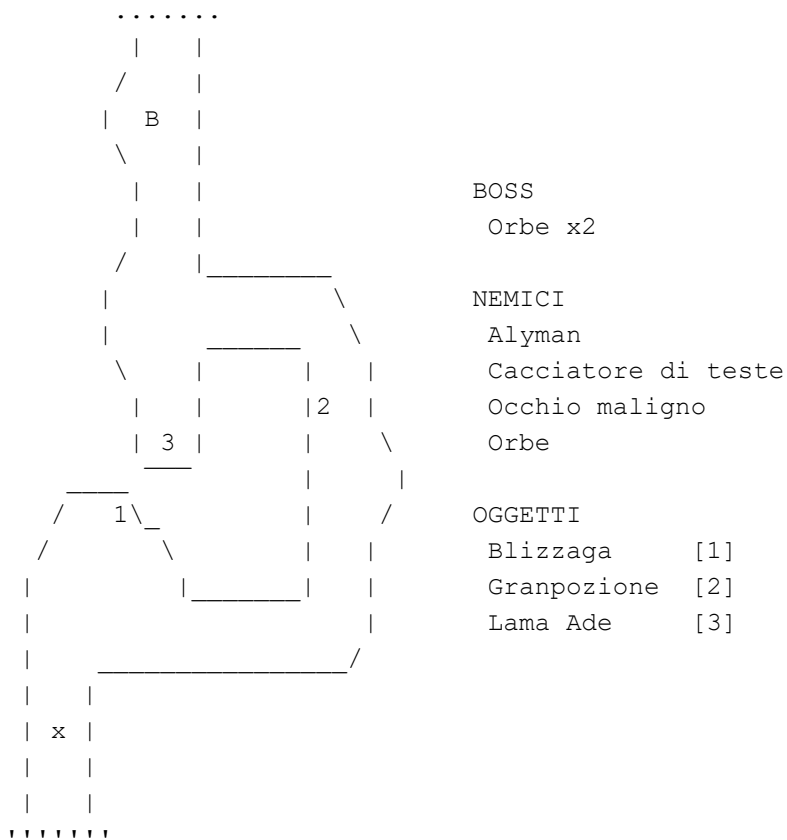 B
BOSS
Orbe x2
NEMICI
Alyman
Cacciatore di teste
2 Occhio maligno
3 Orbe
1 OGGETTI
Blizzaga [1]
Granpozione [2]
Lama Ade [3]
x